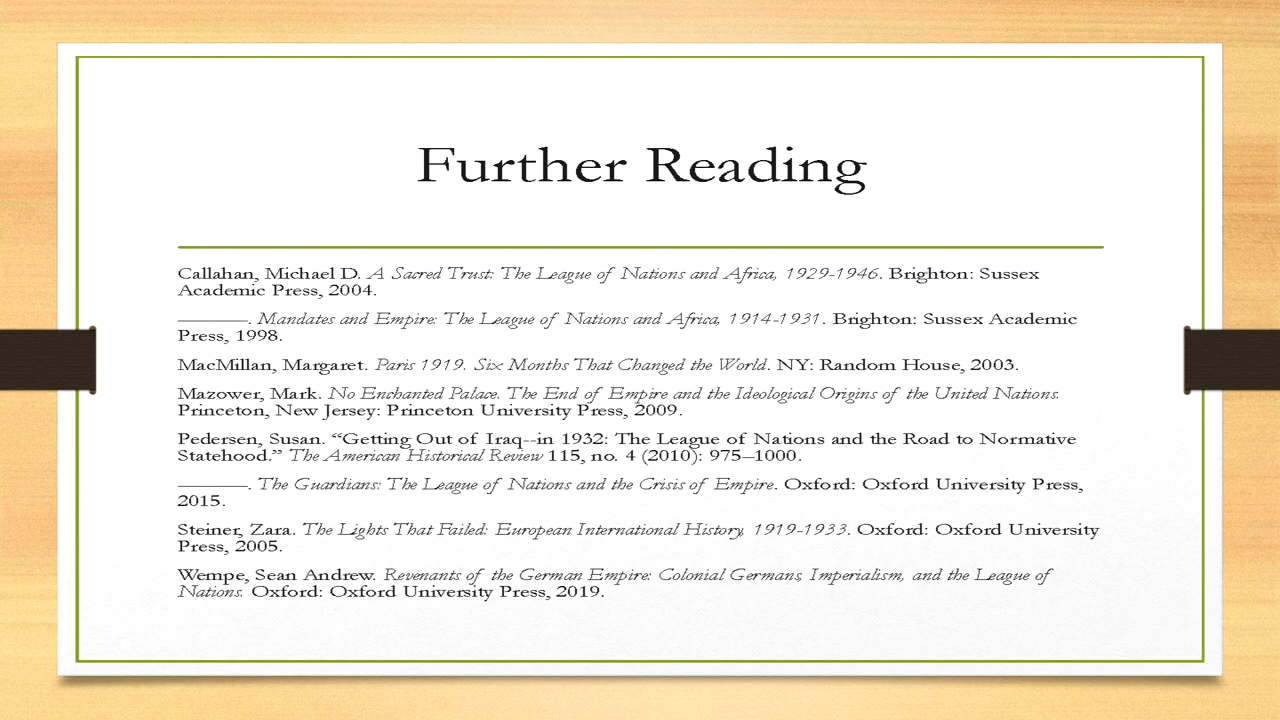 Further Reading
Callahan, Michael D. A Sacred Trust: The League of Nations and Africa, 1929-1946. Brighton: Sussex
Academic Press, 2004.
———. Mandates and Empire: The League of Nations and Africa, 1914-1931. Brighton: Sussex Academic
Press, 1998.
MacMillan, Margaret. Paris 1919. Six Months That Changed the World. NY: Random House, 2003.
Mazower, Mark. No Enchanted Palace. The End of Empire and the Ideological Origins of the United Nations.
Princeton, New Jersey: Princeton University Press, 2009.
Pedersen, Susan. “Getting Out of Iraq--in 1932: The League of Nations and the Road to Normative
Statehood.” The American Historical Review 115, no. 4 (2010): 975–1000.
———. The Guardians: The League of Nations and the Crisis of Empire. Oxford: Oxford University Press,
2015.
Steiner, Zara. The Lights That Failed: European International History, 1919-1933. Oxford: Oxford University
Press, 2005.
Wempe, Sean Andrew. Revenants of the German Empire: Colonial Germans, Imperialism, and the League of
Nations. Oxford: Oxford University Press, 2019.